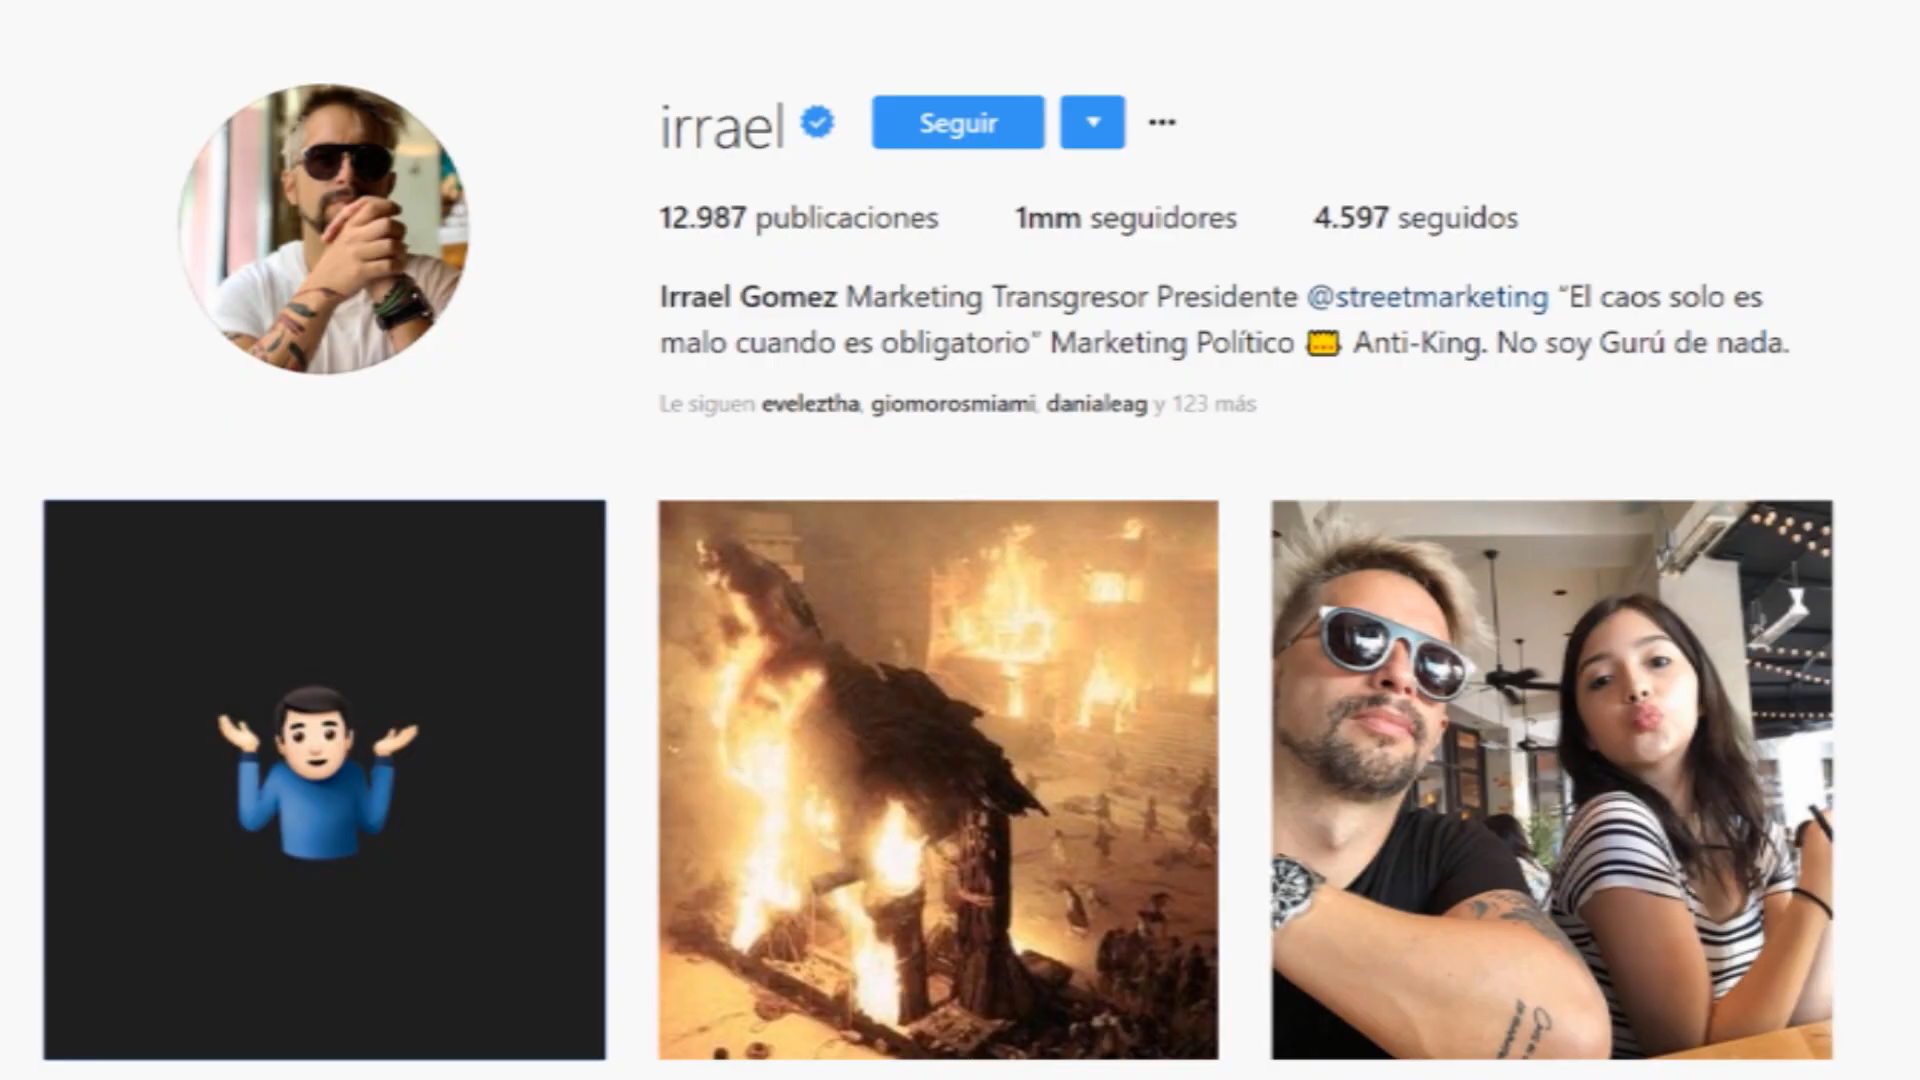 irrael Seguir
12.987 publicaciones 1mm seguidores 4.597 seguidos
Irrael Gomez Marketing Transgresor Presidente @streetmarketing “El caos solo es
malo cuando es obligatorio” Marketing Político Anti-King. No soy Gurú de nada.
Le siguen eveleztha, giomorosmiami, danialeag y 123 más